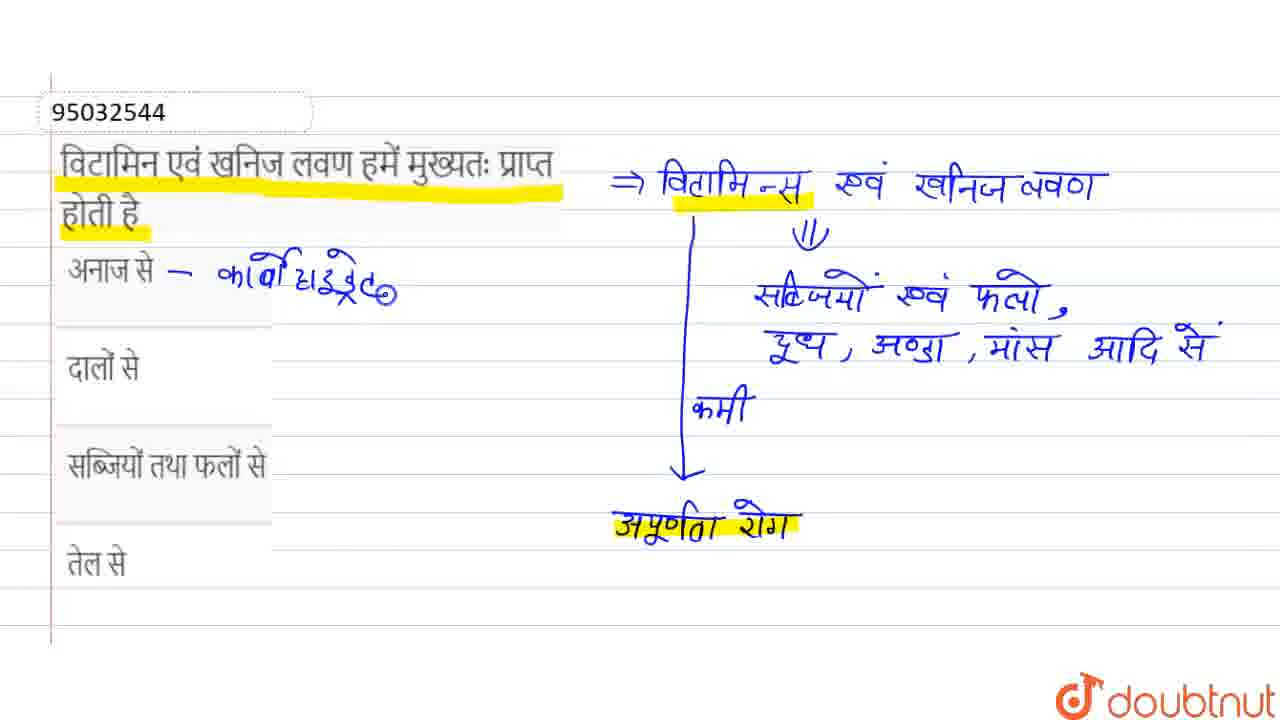 95032544
विटामिन एवं खनिज लवण हमें मुख्यतः प्राप्त
होती हे
अनाज से – कार्बोहाइड्रेट
दालों से
सब्जियों तथा फलों से
तेल से
⇒ विटामिन्स एवं खनिज लवण
⇓
सब्जियों एवं फलो,
दूध, अण्डा, मांस आदि सें
कमी
अपूर्णता रोग
doubtnut